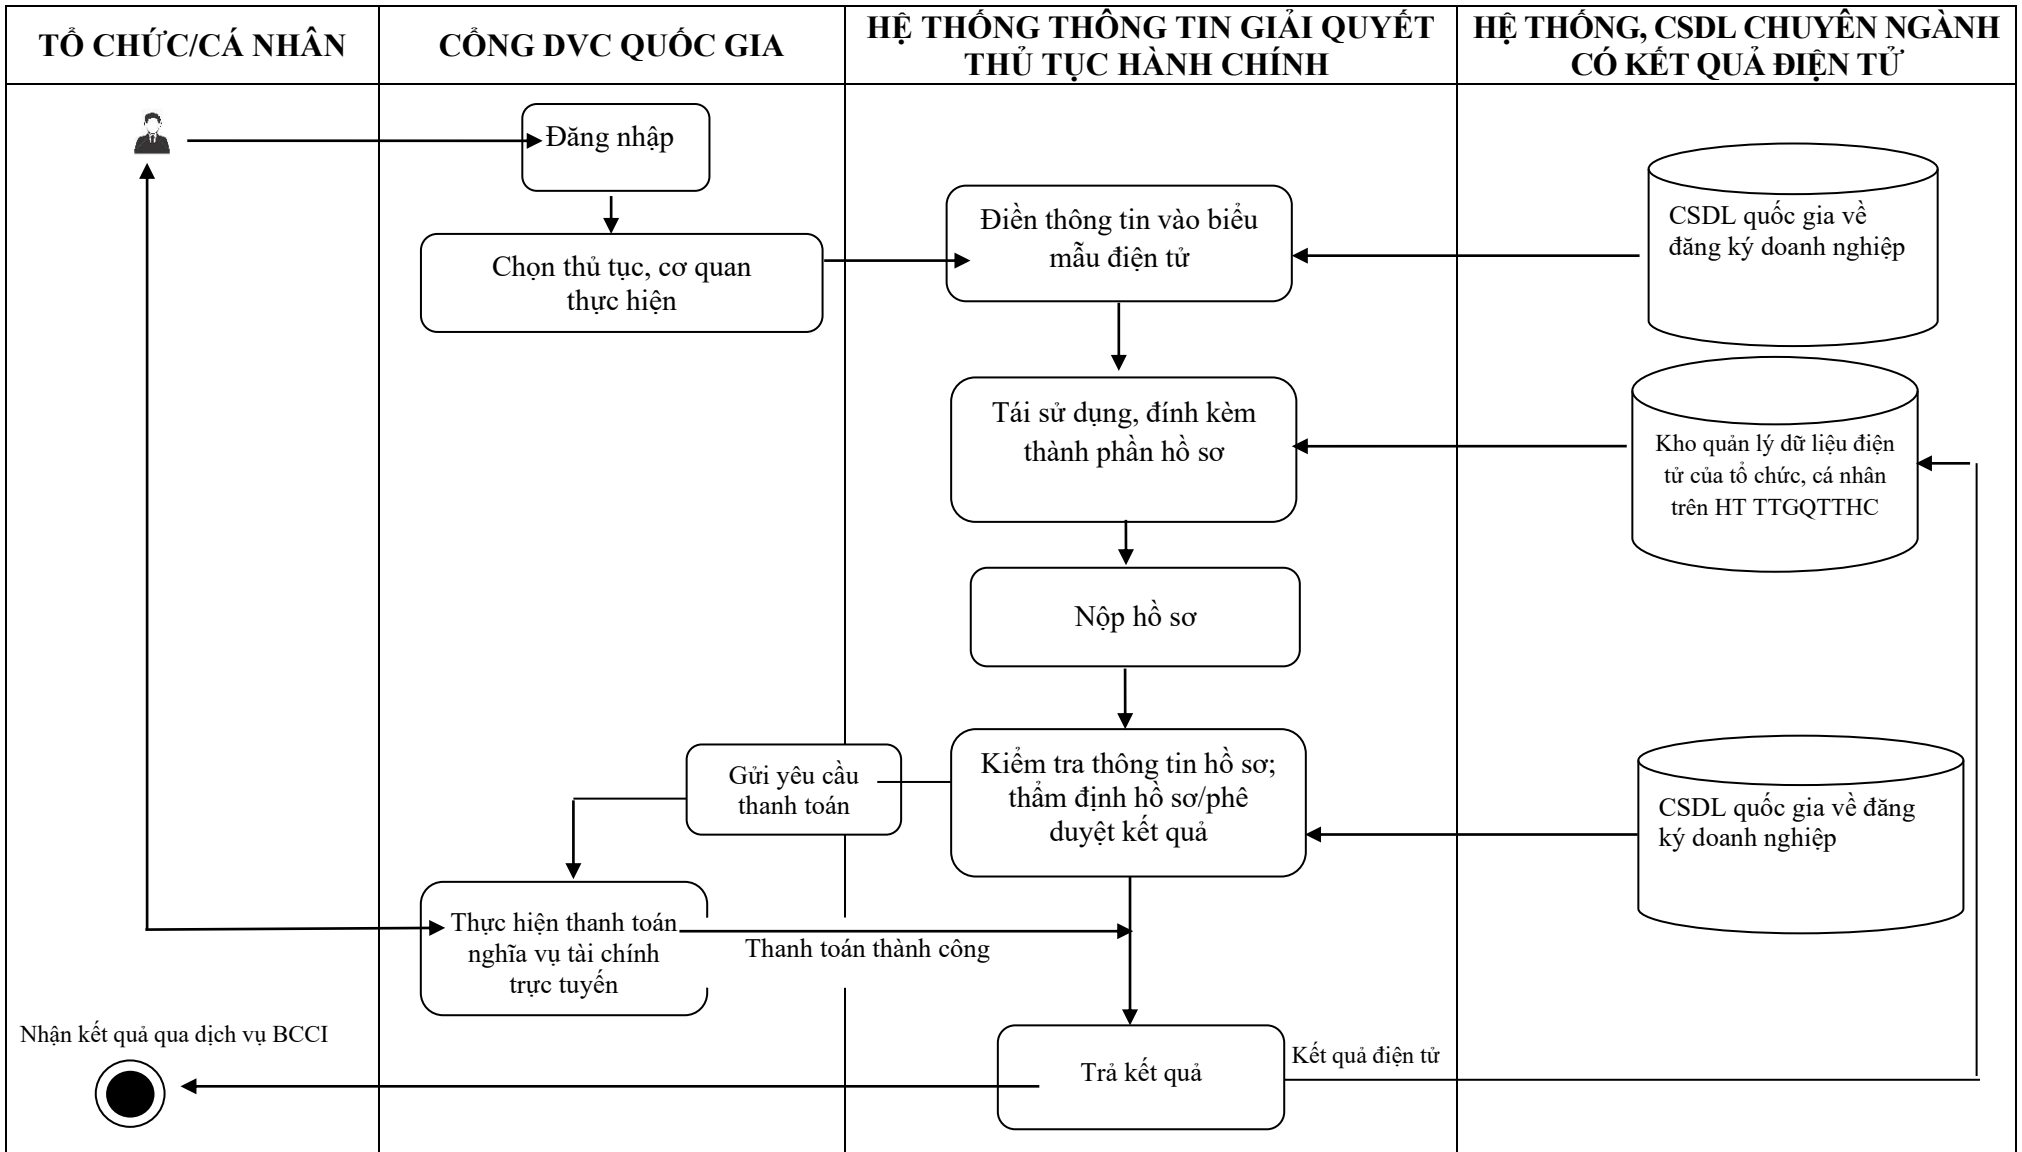 TỔ CHỨC/CÁ NHÂN
CỔNG DVC QUỐC GIA
HỆ THỐNG THÔNG TIN GIẢI QUYẾT
THỦ TỤC HÀNH CHÍNH
HỆ THỐNG, CSDL CHUYÊN NGÀNH
CÓ KẾT QUẢ ĐIỆN TỬ
Đăng nhập
Chọn thủ tục, cơ quan
thực hiện
Điền thông tin vào biểu
mẫu điện tử
CSDL quốc gia về
đăng ký doanh nghiệp
Tái sử dụng, đính kèm
thành phần hồ sơ
Kho quản lý dữ liệu điện
tử của tổ chức, cá nhân
trên HT TTGQTTHC
Nộp hồ sơ
Kiểm tra thông tin hồ sơ;
thẩm định hồ sơ/phê
duyệt kết quả
Gửi yêu cầu
thanh toán
CSDL quốc gia về đăng
ký doanh nghiệp
Thực hiện thanh toán
nghĩa vụ tài chính
trực tuyến
Thanh toán thành công
Nhận kết quả qua dịch vụ BCCI
Trả kết quả
Kết quả điện tử